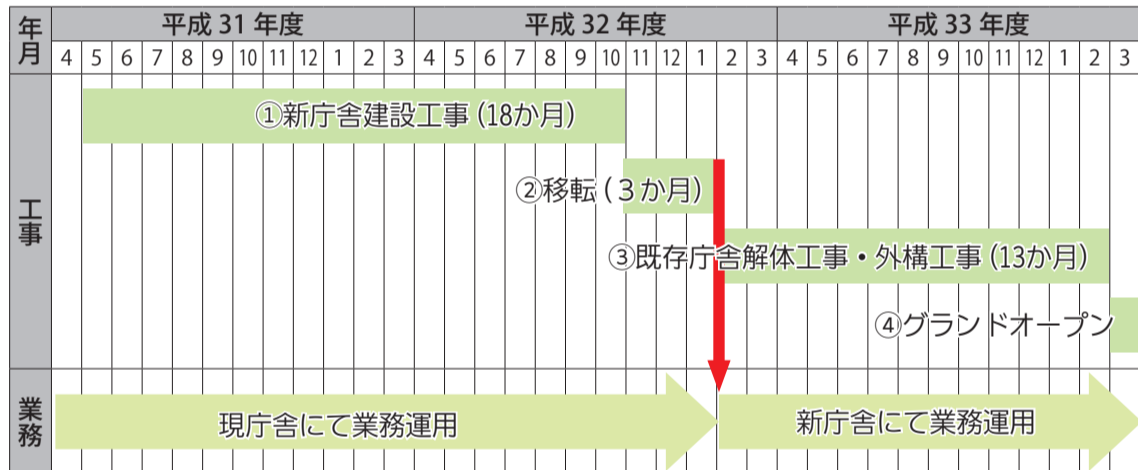 年月 平成 31 年度 平成 32 年度 平成 33 年度
4 5 6 7 8 9 10 11 12 1 2 3 4 5 6 7 8 9 10 11 12 1 2 3 4 5 6 7 8 9 10 11 12 1 2 3
工事
①新庁舎建設工事 (18か月)
②移転 (３か月)
③既存庁舎解体工事・外構工事 (13か月)
④グランドオープン
業務
現庁舎にて業務運用 新庁舎にて業務運用